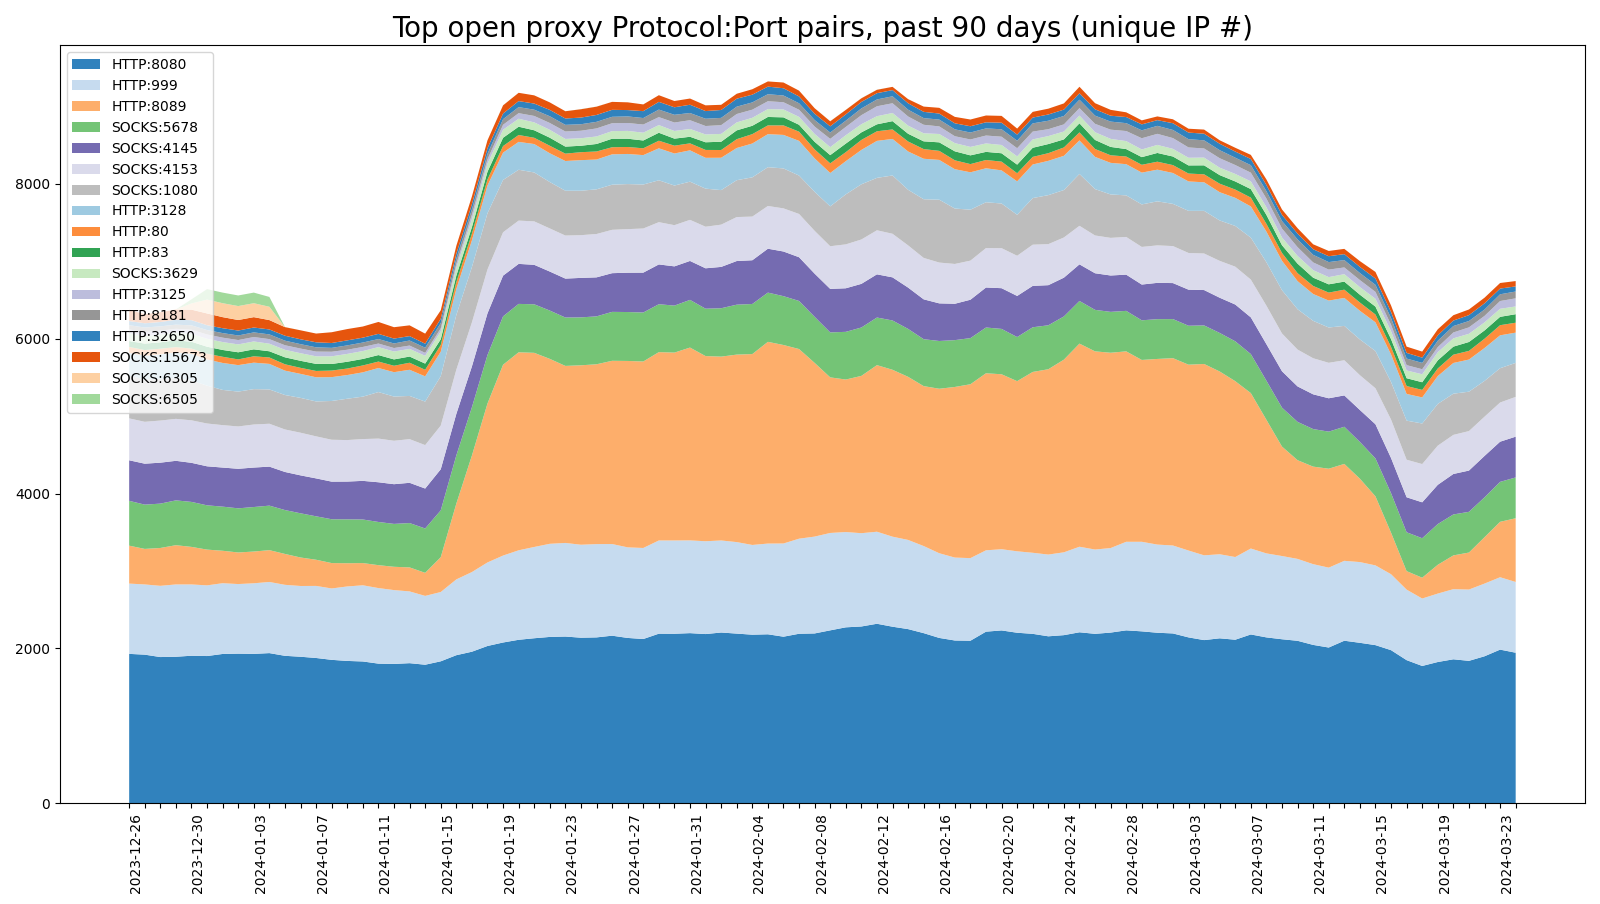 Top open proxy Protocol:Port pairs, past 90 days (unique IP #)
HTTP:8080
HTTP:999
HTTP:8089
SOCKS:5678
SOCKS:4145
SOCKS:4153
SOCKS:1080
HTTP:3128
HTTP:80
HTTP:83
SOCKS:3629
HTTP:3125
HTTP:8181
HTTP:32650
SOCKS:15673
SOCKS:6305
SOCKS:6505
8000
6000
4000
2000
0
2023-12-26
2023-12-30
2024-01-03
2024-01-07
2024-01-11
2024-01-15
2024-01-19
2024-01-23
2024-01-27
2024-01-31
2024-02-04
2024-02-08
2024-02-12
2024-02-16
2024-02-20
2024-02-24
2024-02-28
2024-03-03
2024-03-07
2024-03-11
2024-03-15
2024-03-19
2024-03-23